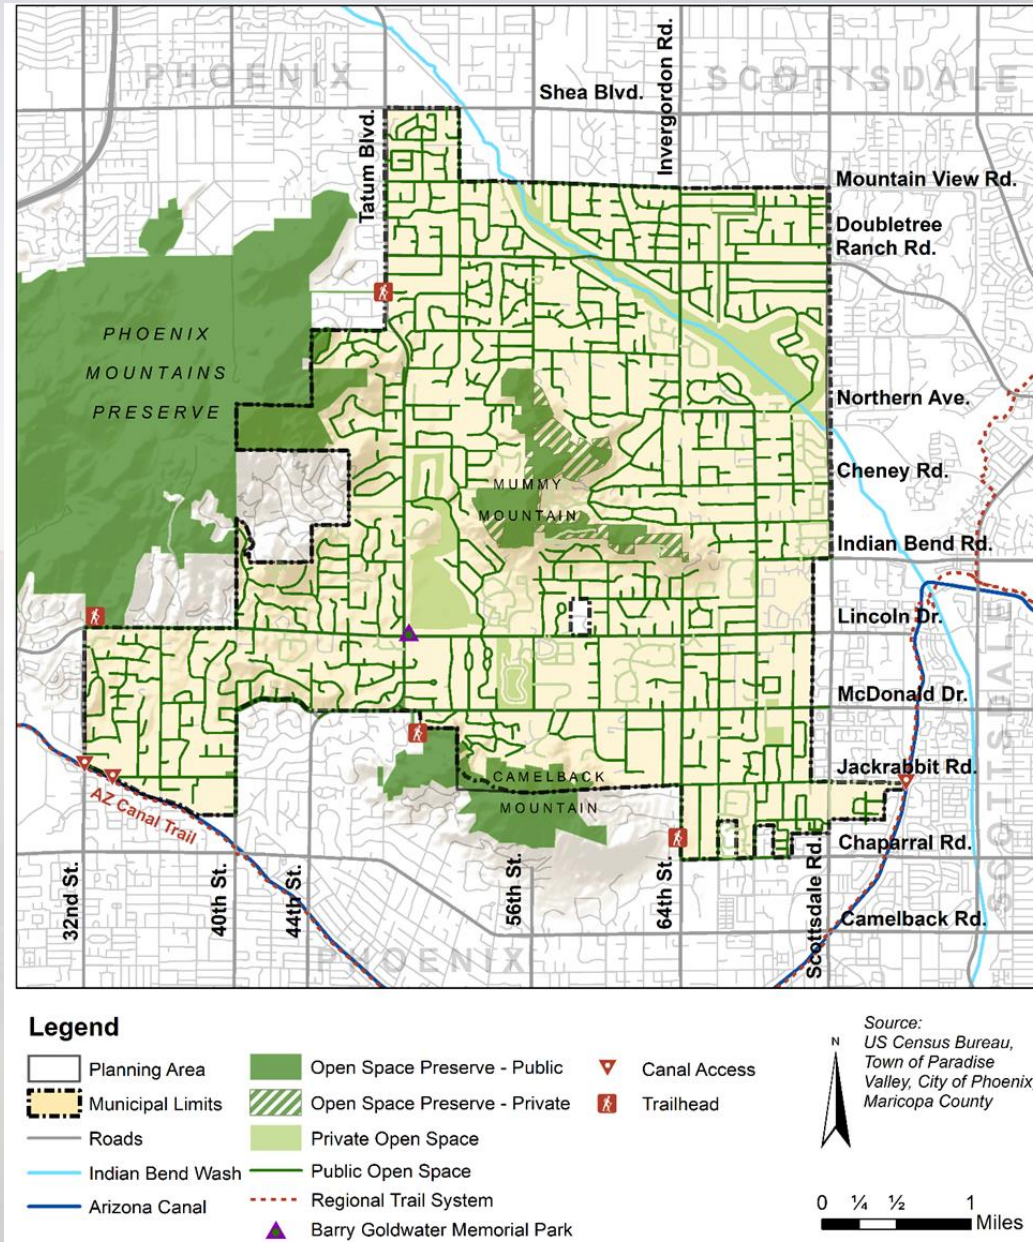 PHOENIX
SCOTTSDALE
Shea Blvd.
Invergordon Rd.
Tatum Blvd.
Mountain View Rd.
Doubletree
Ranch Rd.
PHOENIX
MOUNTAINS
PRESERVE
Northern Ave.
Cheney Rd.
MUMMY
MOUNTAIN
Indian Bend Rd.
Lincoln Dr.
McDonald Dr.
Jackrabbit Rd.
CAMELBACK
MOUNTAIN
AZ Canal Trail
Chaparral Rd.
32nd St.
40th St.
44th St.
56th St.
64th St.
Scottsdale Rd.
Camelback Rd.
SCOTTSDALE
PHOENIX
Legend
Planning Area
Municipal Limits
Roads
Indian Bend Wash
Arizona Canal
Open Space Preserve - Public
Open Space Preserve - Private
Private Open Space
Public Open Space
Regional Trail System
Barry Goldwater Memorial Park
Canal Access
Trailhead
N
Source:
US Census Bureau,
Town of Paradise
Valley, City of Phoenix
Maricopa County
0 ¼ ½ 1
Miles